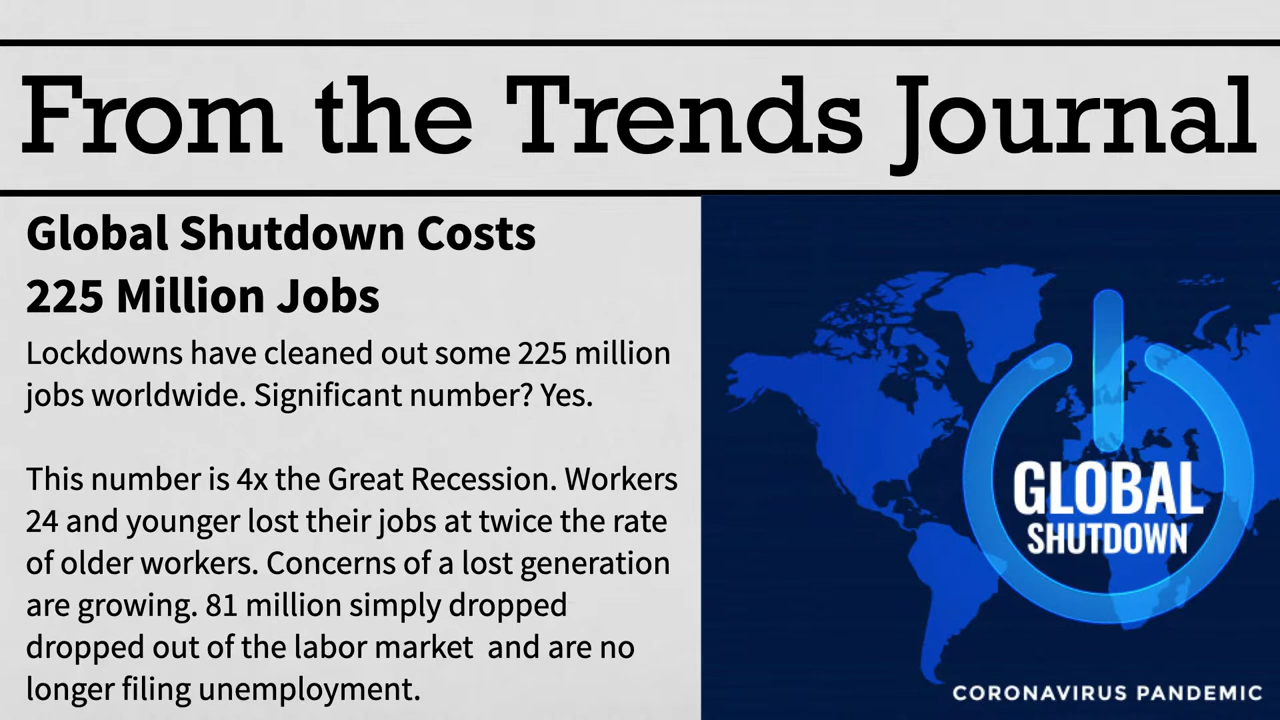 From the Trends Journal
Global Shutdown Costs
225 Million Jobs
Lockdowns have cleaned out some 225 million
jobs worldwide. Significant number? Yes.
This number is 4x the Great Recession. Workers
24 and younger lost their jobs at twice the rate
of older workers. Concerns of a lost generation
are growing. 81 million simply dropped
dropped out of the labor market  and are no
longer filing unemployment.
GLOBAL
SHUTDOWN
CORONAVIRUS PANDEMIC